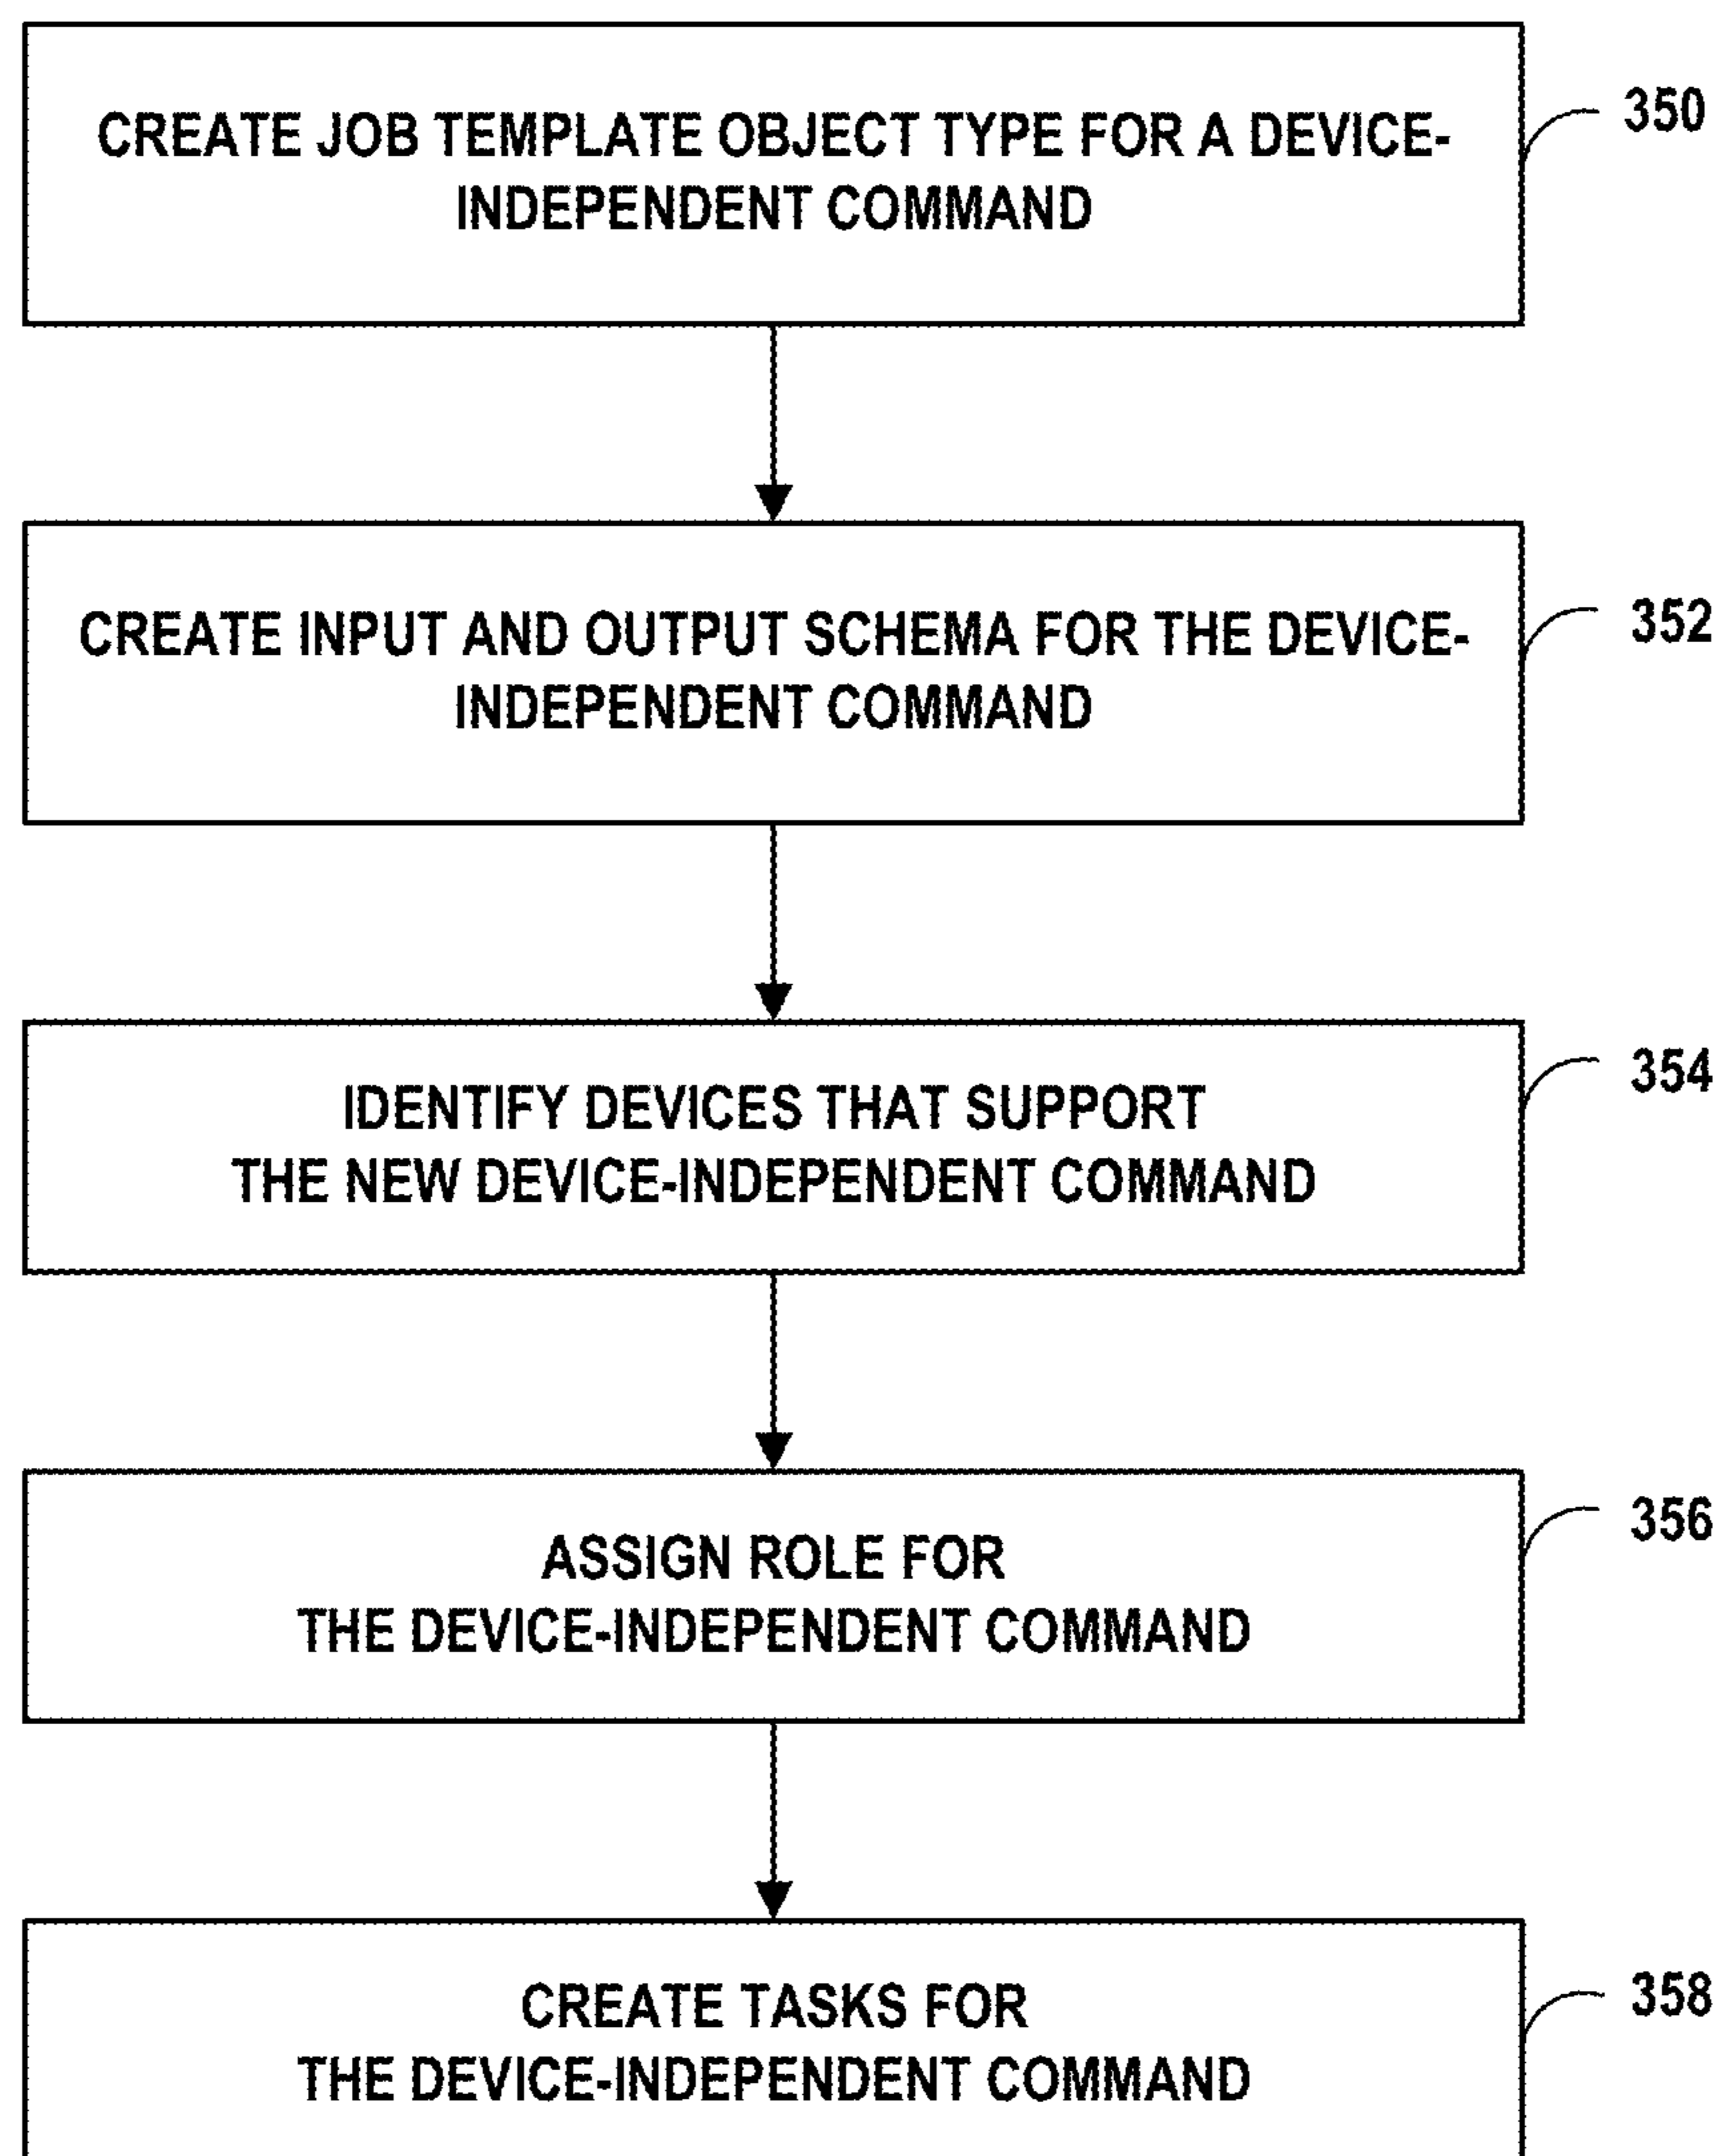 CREATE JOB TEMPLATE OBJECT TYPE FOR A DEVICE-
INDEPENDENT COMMAND
350
CREATE INPUT AND OUTPUT SCHEMA FOR THE DEVICE-
INDEPENDENT COMMAND
352
IDENTIFY DEVICES THAT SUPPORT
THE NEW DEVICE-INDEPENDENT COMMAND
354
ASSIGN ROLE FOR
THE DEVICE-INDEPENDENT COMMAND
356
CREATE TASKS FOR
THE DEVICE-INDEPENDENT COMMAND
358